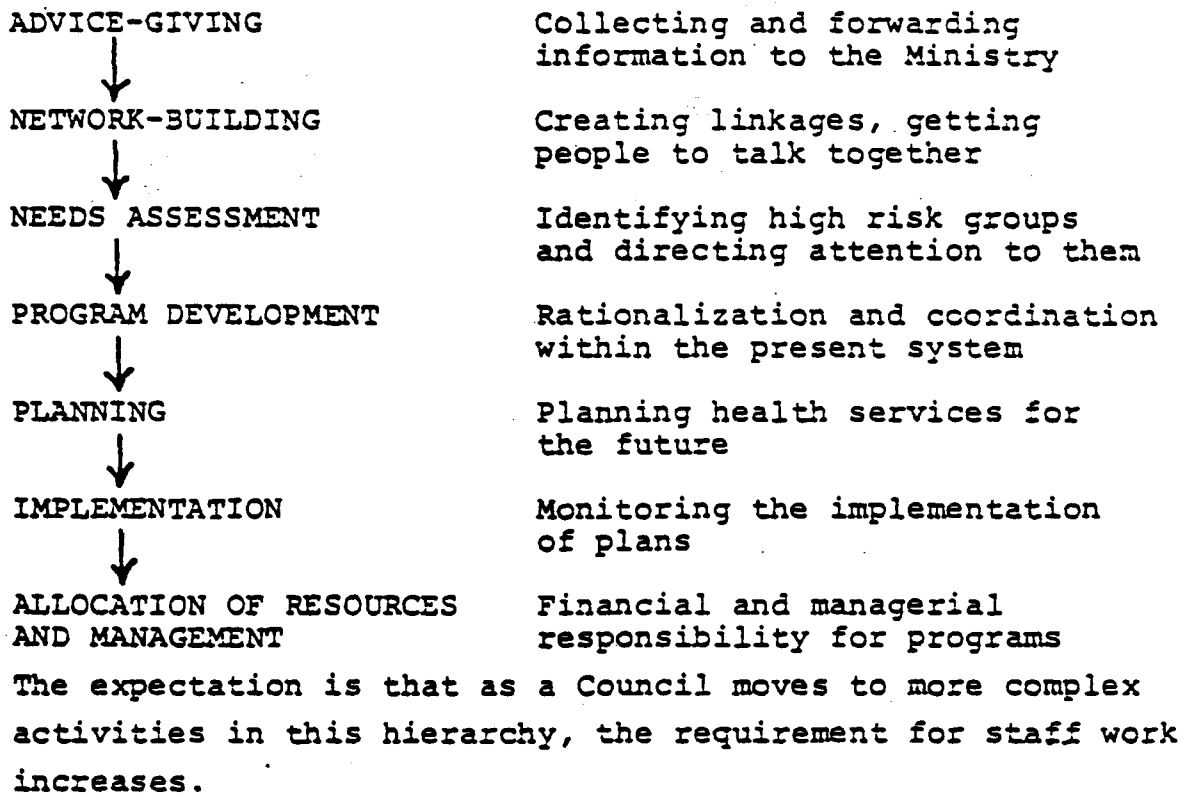 ADVICE-GIVING Collecting and forwarding
information to the Ministry
NETWORK-BUILDING Creating linkages, getting
people to talk together
NEEDS ASSESSMENT Identifying high risk groups
and directing attention to them
PROGRAM DEVELOPMENT Rationalization and coordination
within the present system
PLANNING Planning health services for
the future
IMPLEMENTATION Monitoring the implementation
of plans
ALLOCATION OF RESOURCES Financial and managerial
AND MANAGEMENT responsibility for programs
The expectation is that as a Council moves to more complex
activities in this hierarchy, the requirement for staff work
increases.